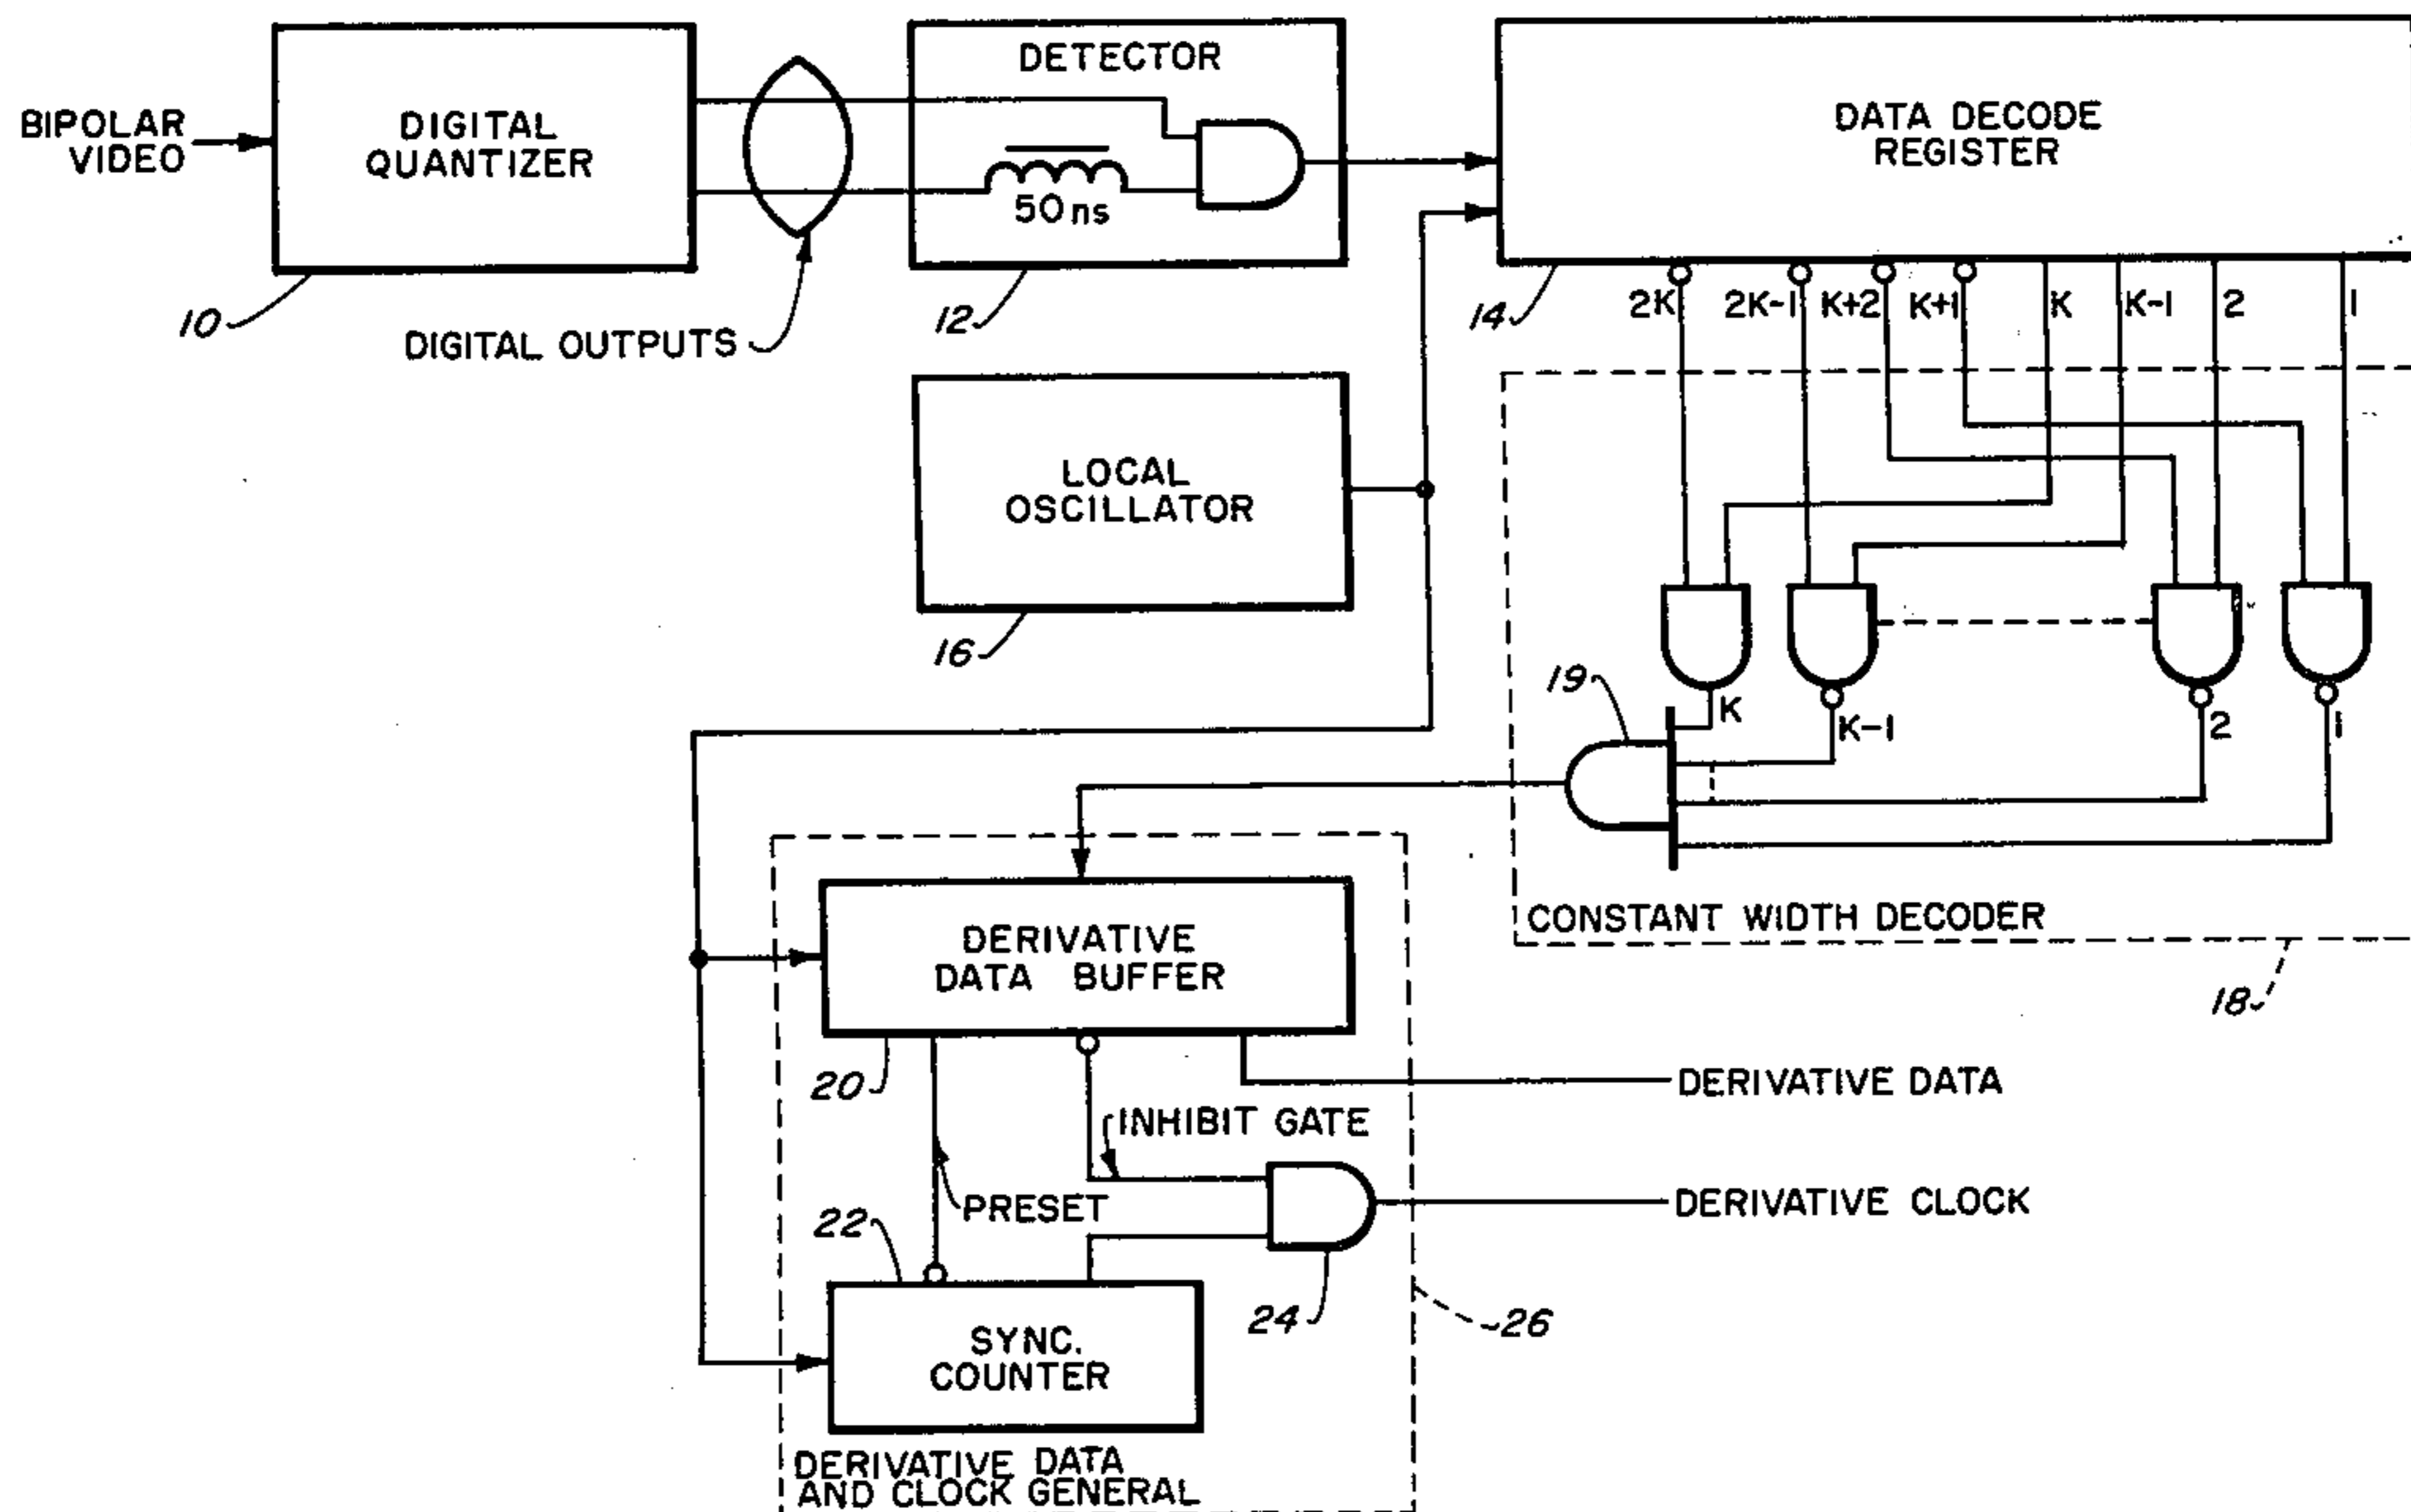 BIPOLAR
VIDEO
DIGITAL
QUANTIZER
10
DIGITAL OUTPUTS
DETECTOR
50 ns
12
DATA DECODE
REGISTER
14
2K
2K-1
K+2
K+1
K
K-1
2
1
LOCAL
OSCILLATOR
16
19
K
K-1
2
1
CONSTANT WIDTH DECODER
18
DERIVATIVE
DATA BUFFER
20
DERIVATIVE DATA
INHIBIT GATE
PRESET
DERIVATIVE CLOCK
22
24
26
SYNC.
COUNTER
DERIVATIVE DATA
AND CLOCK GENERAL